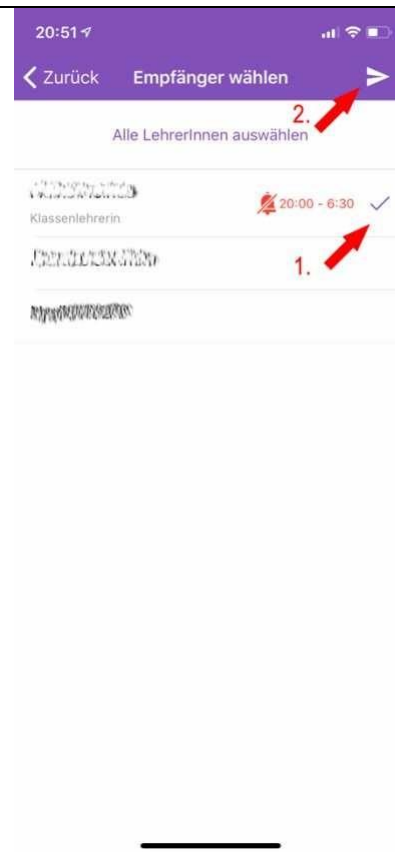 20:51
Zurück Empfänger wählen
2.
Alle LehrerInnen auswählen
Klassenlehrerin
20:00 - 6:30
1.